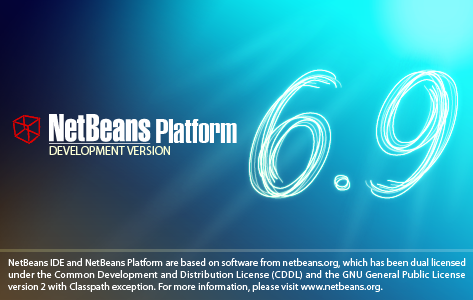 NetBeans Platform
DEVELOPMENT VERSION
6.9
NetBeans IDE and NetBeans Platform are based on software from netbeans.org, which has been dual licensed
under the Common Development and Distribution License (CDDL) and the GNU General Public License
version 2 with Classpath exception. For more information, please visit www.netbeans.org.